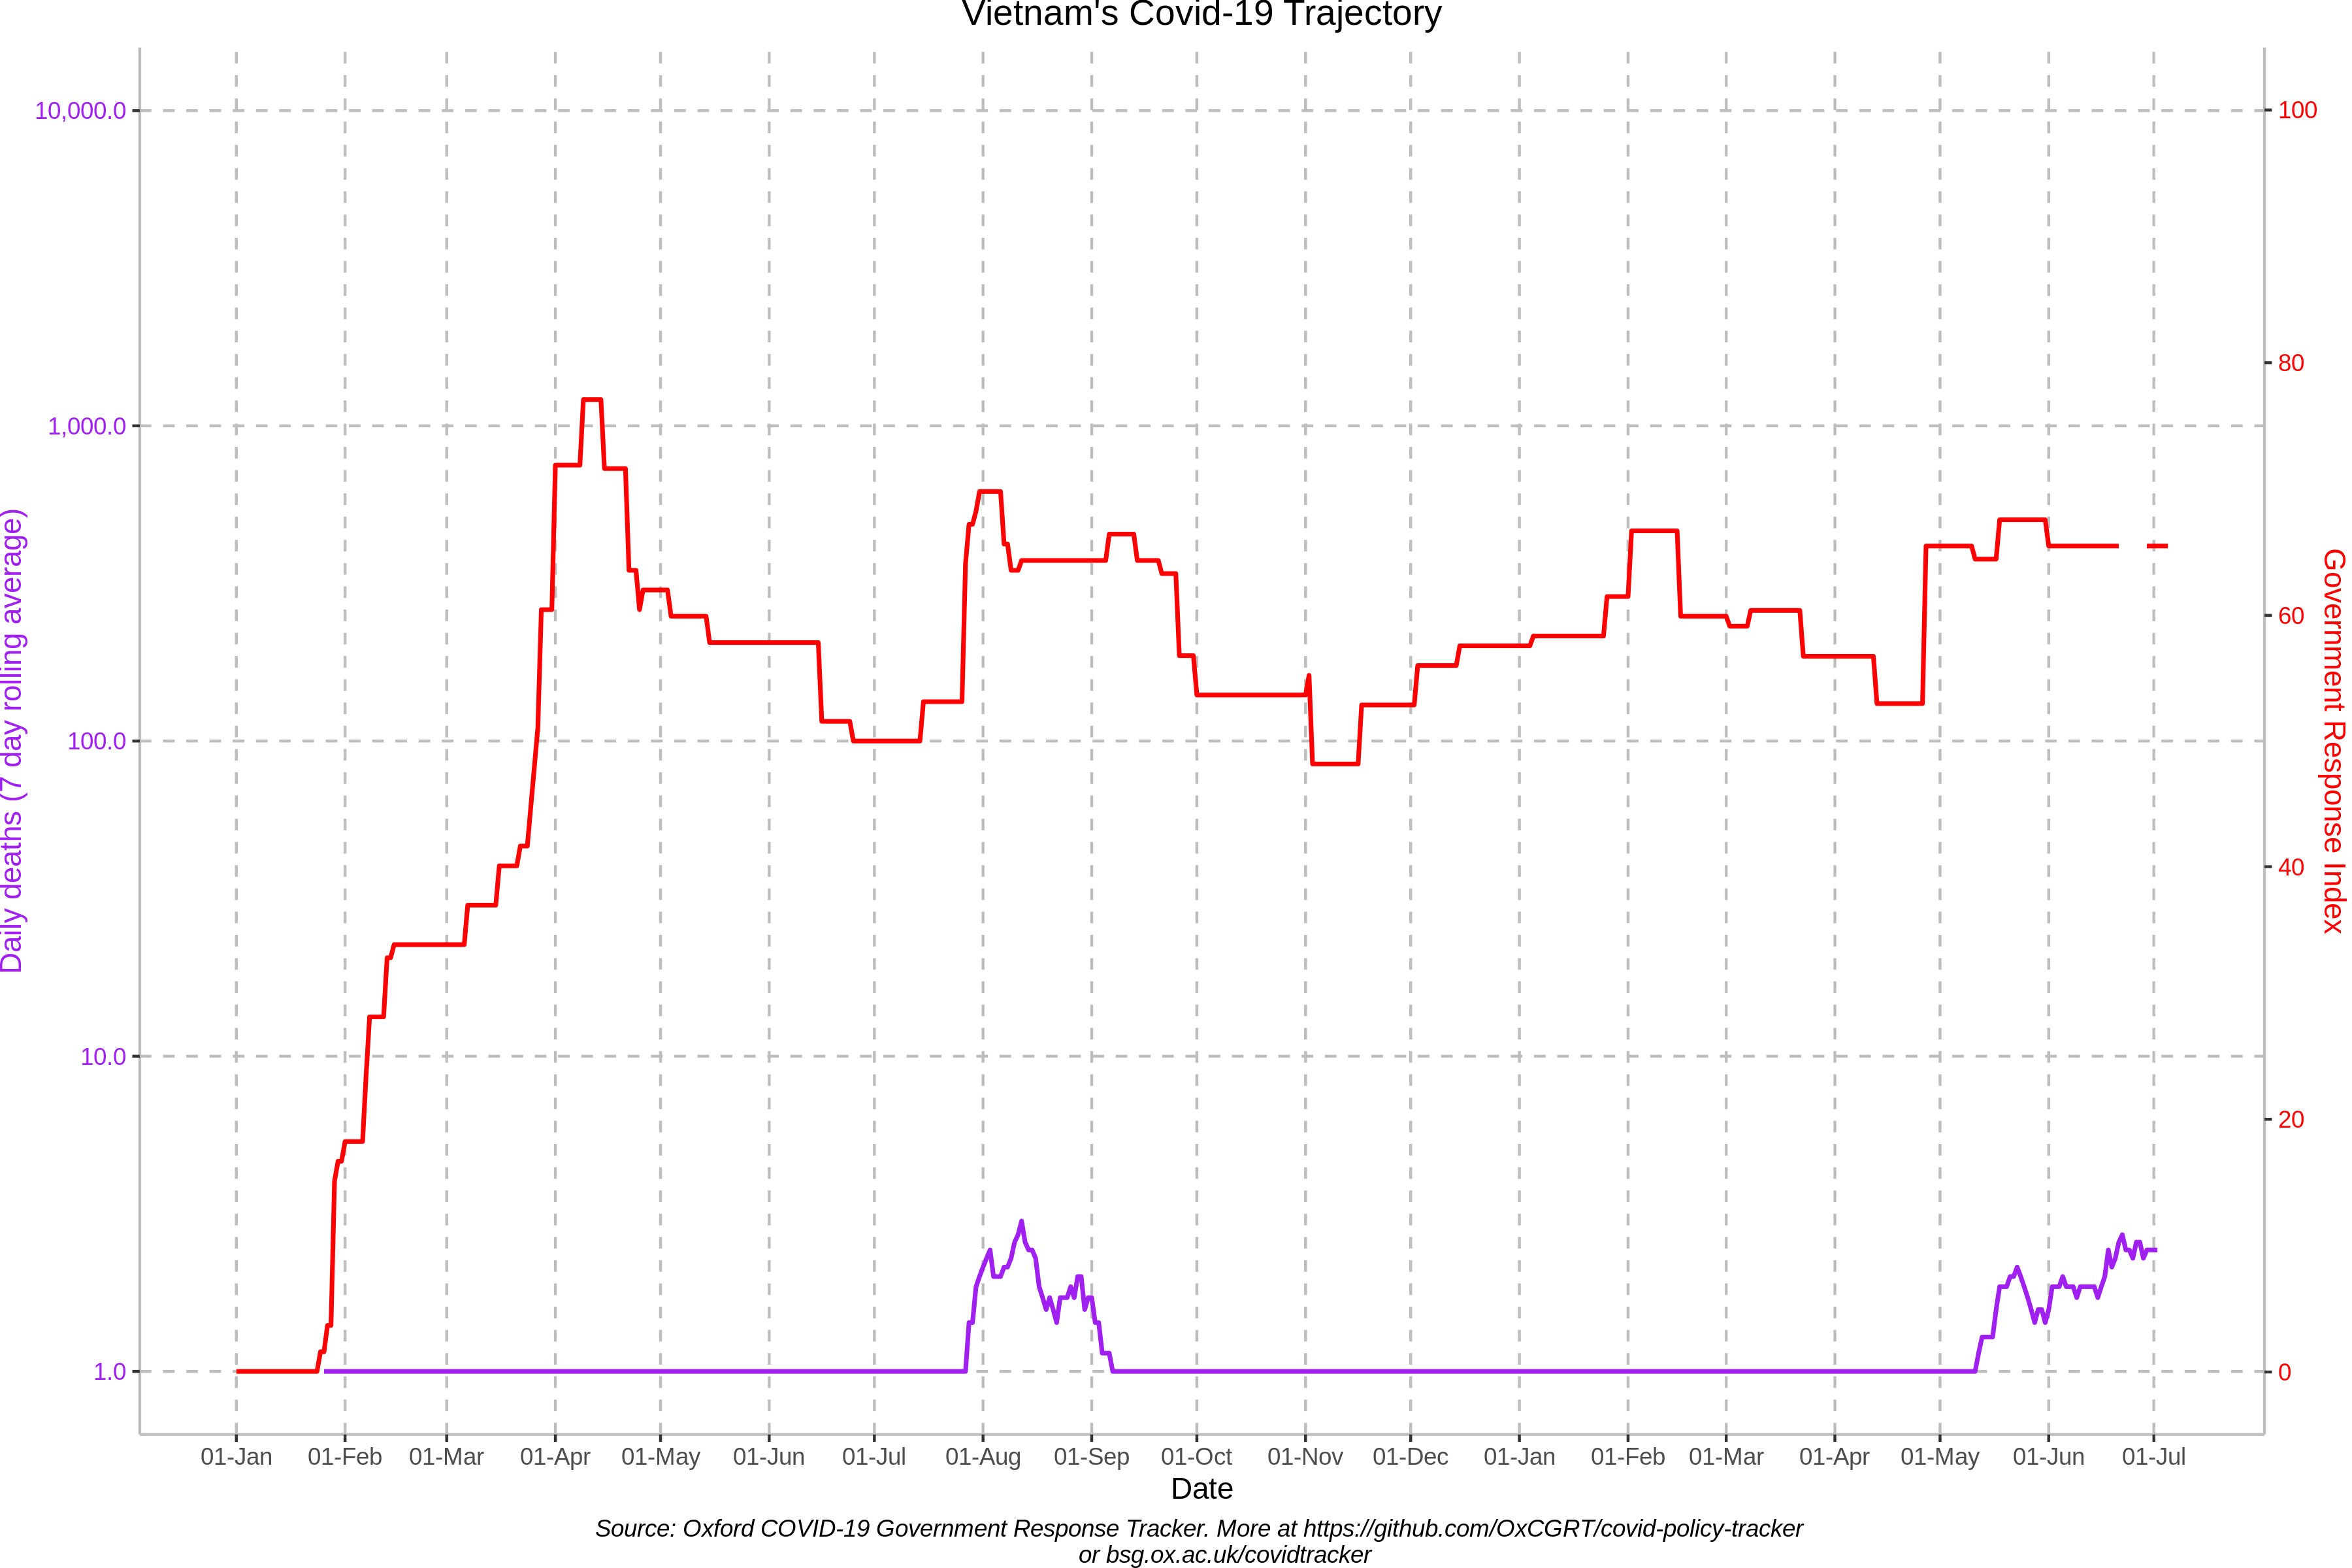 Vietnam's Covid-19 Trajectory
10,000.0
1,000.0
100.0
10.0
1.0
Daily deaths (7 day rolling average)
100
80
60
40
20
0
Government Response Index
01-Jan 01-Feb 01-Mar 01-Apr 01-May 01-Jun 01-Jul 01-Aug 01-Sep 01-Oct 01-Nov 01-Dec 01-Jan 01-Feb 01-Mar 01-Apr 01-May 01-Jun 01-Jul
Date
Source: Oxford COVID-19 Government Response Tracker. More at https://github.com/OxCGRT/covid-policy-tracker
or bsg.ox.ac.uk/covidtracker